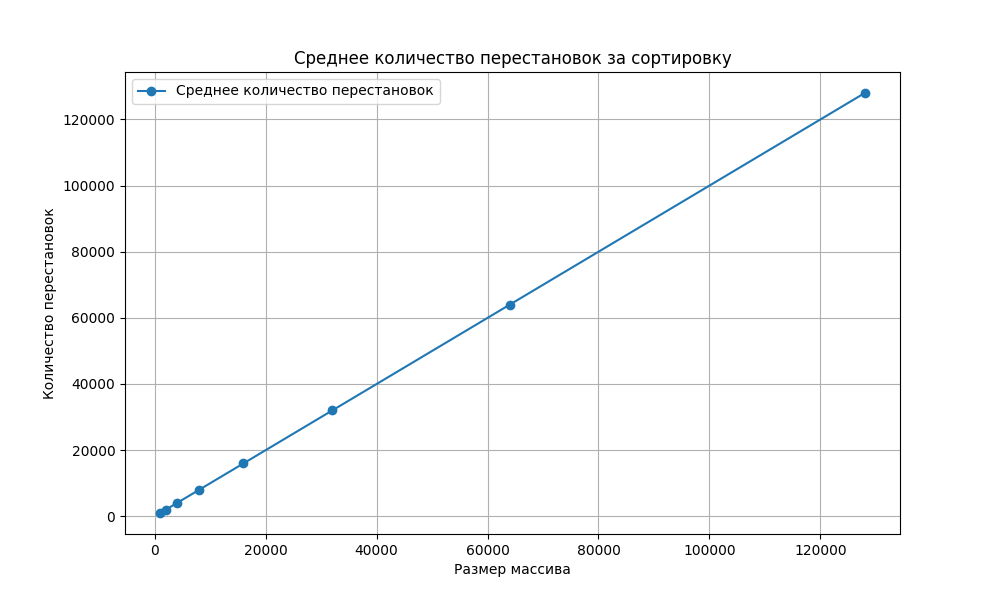 Среднее количество перестановок за сортировку
Среднее количество перестановок
120000
100000
80000
60000
40000
20000
0
Количество перестановок
0 20000 40000 60000 80000 100000 120000
Размер массива